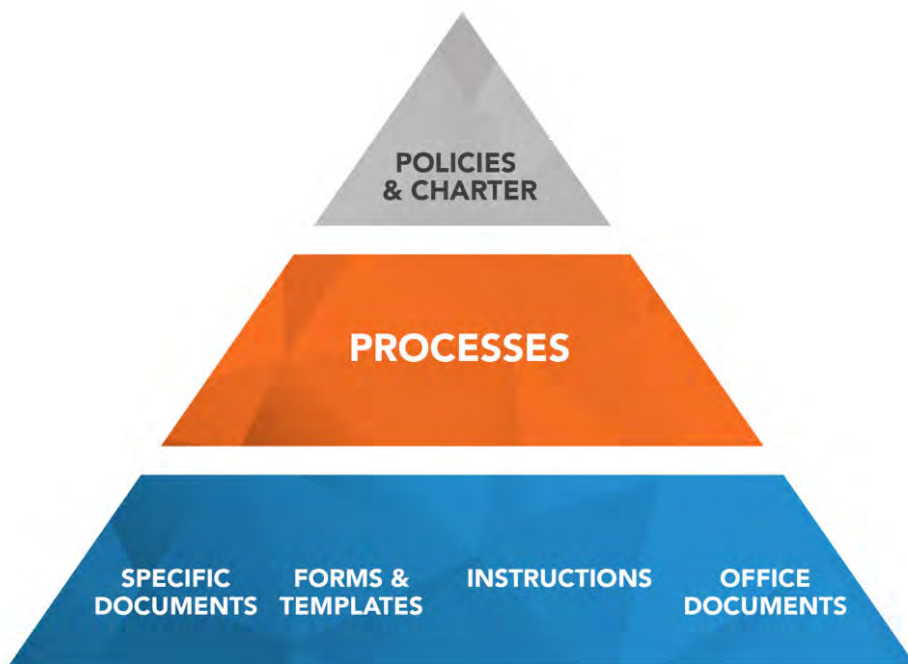 POLICIES
& CHARTER
PROCESSES
SPECIFIC
DOCUMENTS
FORMS &
TEMPLATES
INSTRUCTIONS
OFFICE
DOCUMENTS